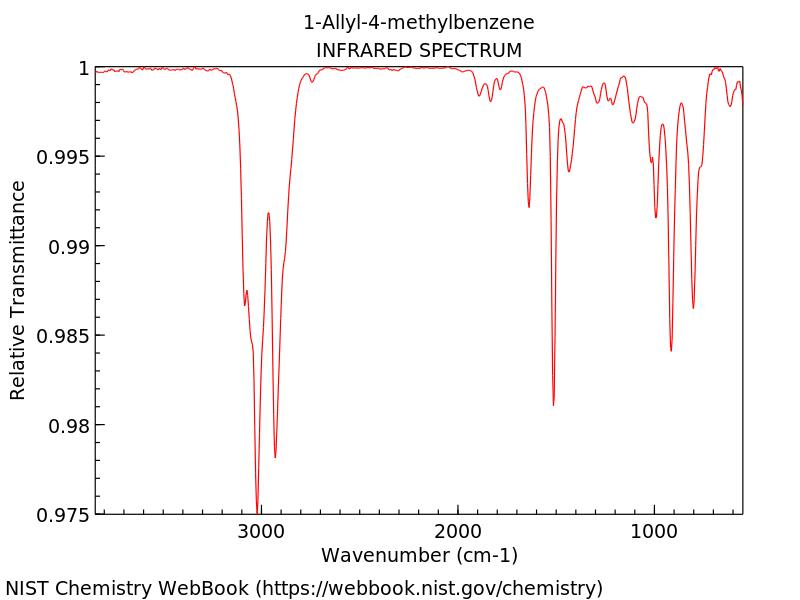 1-Allyl-4-methylbenzene
INFRARED SPECTRUM
1
0.995
0.99
0.985
0.98
0.975
Relative Transmittance
3000 2000 1000
Wavenumber (cm-1)
NIST Chemistry WebBook (https://webbook.nist.gov/chemistry)